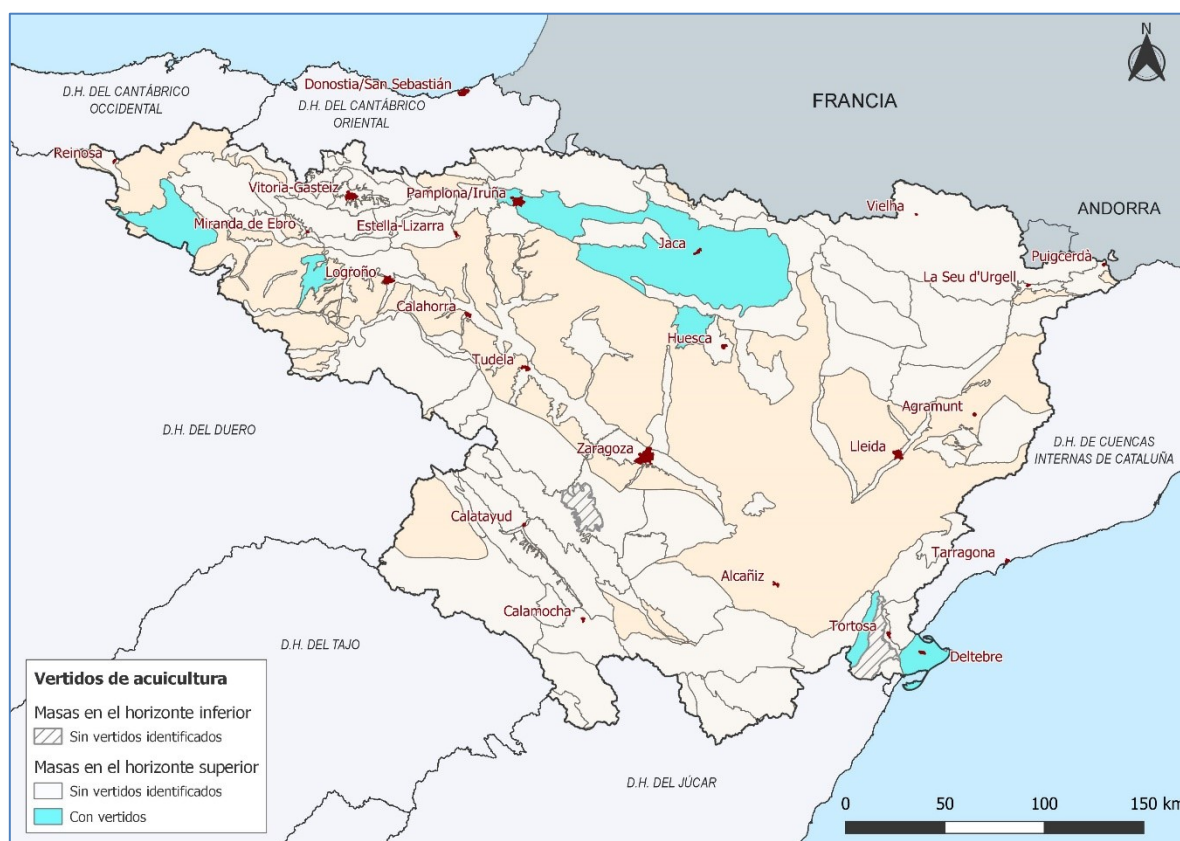 N
Donostia/San Sebastián
D.H. DEL CANTÁBRICO
OCCIDENTAL
D.H. DEL CANTÁBRICO
ORIENTAL
FRANCIA
Reinosa
Vitoria-Gasteiz
Pamplona/Iruña
Vielha
ANDORRA
Miranda de Ebro
Estella-Lizarra
Jaca
Puigcerdà
La Seu d'Urgell
Logroño
Calahorra
Huesca
Tudela
Agramunt
D.H. DEL DUERO
Zaragoza
Lleida
D.H. DE CUENCAS
INTERNAS DE CATALUÑA
Calatayud
Tarragona
Alcañiz
Calamocha
Tortosa
D.H. DEL TAJO
Deltebre
Vertidos de acuicultura
Masas en el horizonte inferior
Sin vertidos identificados
Masas en el horizonte superior
Sin vertidos identificados
Con vertidos
D.H. DEL JÚCAR
0 50 100 150 km